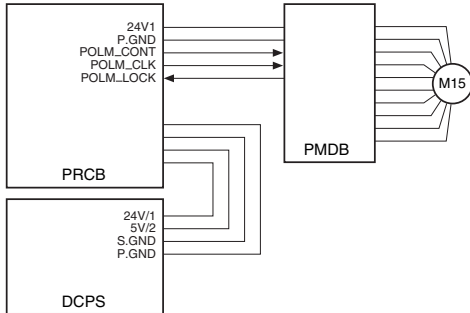 24V1
P.GND
POLM_CONT
POLM_CLK
POLM_LOCK
PRCB
PMDB
M15
24V/1
5V/2
S.GND
P.GND
DCPS